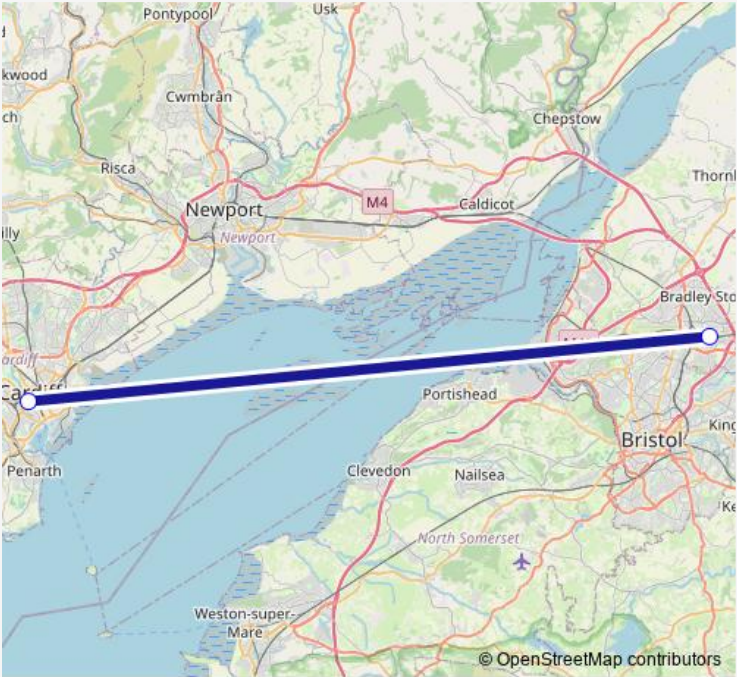 Pontypool
Usk
kwood
ch
Cwmbrân
Chepstow
Risca
Thornl
M4
Newport
Caldicot
Newport
illy
Bradley Sto
ardiff
Cardiff
Portishead
King
Bristol
Penarth
Clevedon
Nailsea
Ke
North Somerset
Weston-super-
Mare
© OpenStreetMap contributors